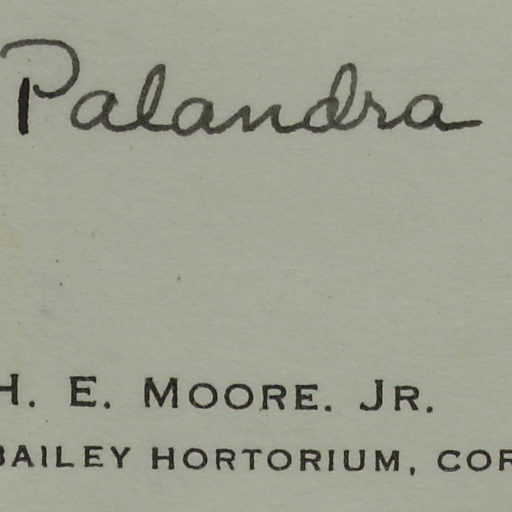 Palandra
H. E. MOORE. JR.
BAILEY HORTORIUM, COR